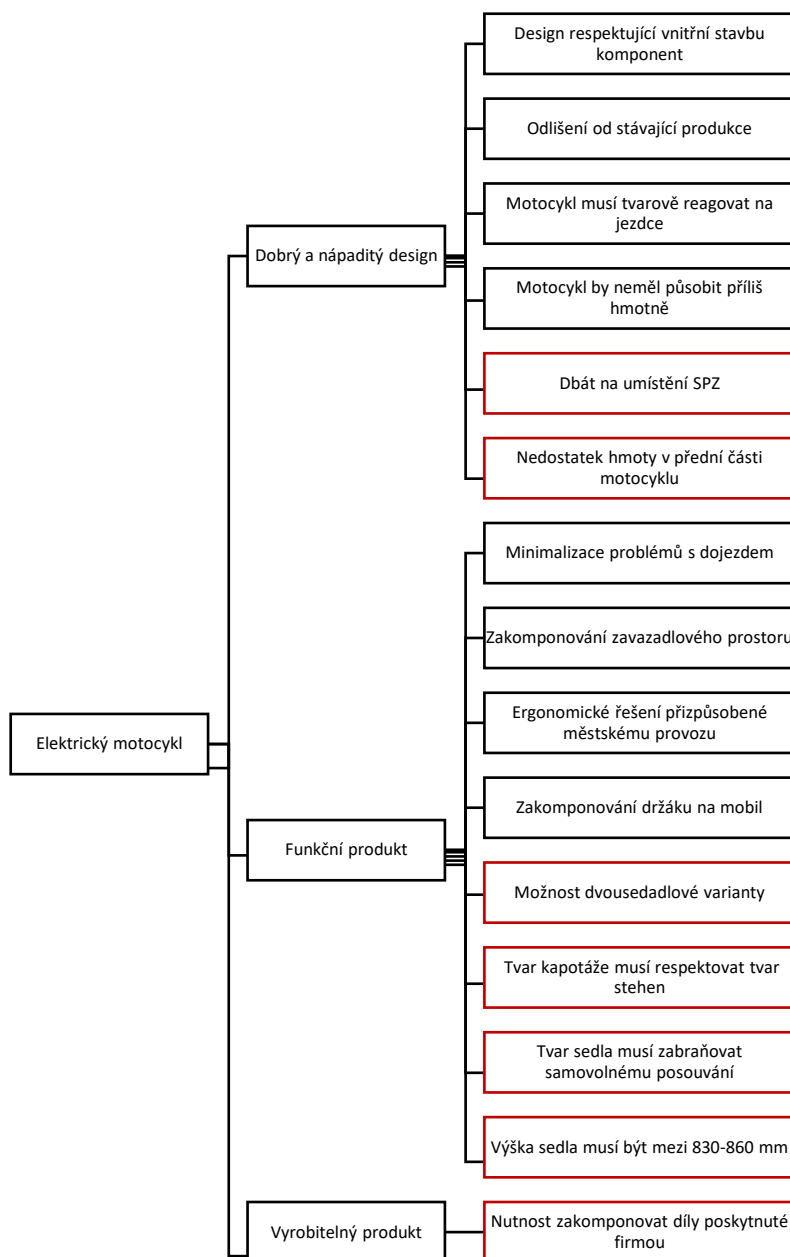 Design respektující vnitřní stavbu
komponent
Odlišení od stávající produkce
Motocykl musí tvarově reagovat na
jezdce
Dobrý a nápaditý design
Motocykl by neměl působit příliš
hmotně
Dbát na umístění SPZ
Nedostatek hmoty v přední části
motocyklu
Minimalizace problémů s dojezdem
Zakomponování zavazadlového prostoru
Ergonomické řešení přizpůsobené
městskému provozu
Elektrický motocykl
Zakomponování držáku na mobil
Funkční produkt
Možnost dvousedadlové varianty
Tvar kapotáže musí respektovat tvar
stehen
Tvar sedla musí zabraňovat
samovolnému posouvání
Výška sedla musí být mezi 830-860 mm
Vyrobitelný produkt
Nutnost zakomponovat díly poskytnuté
firmou